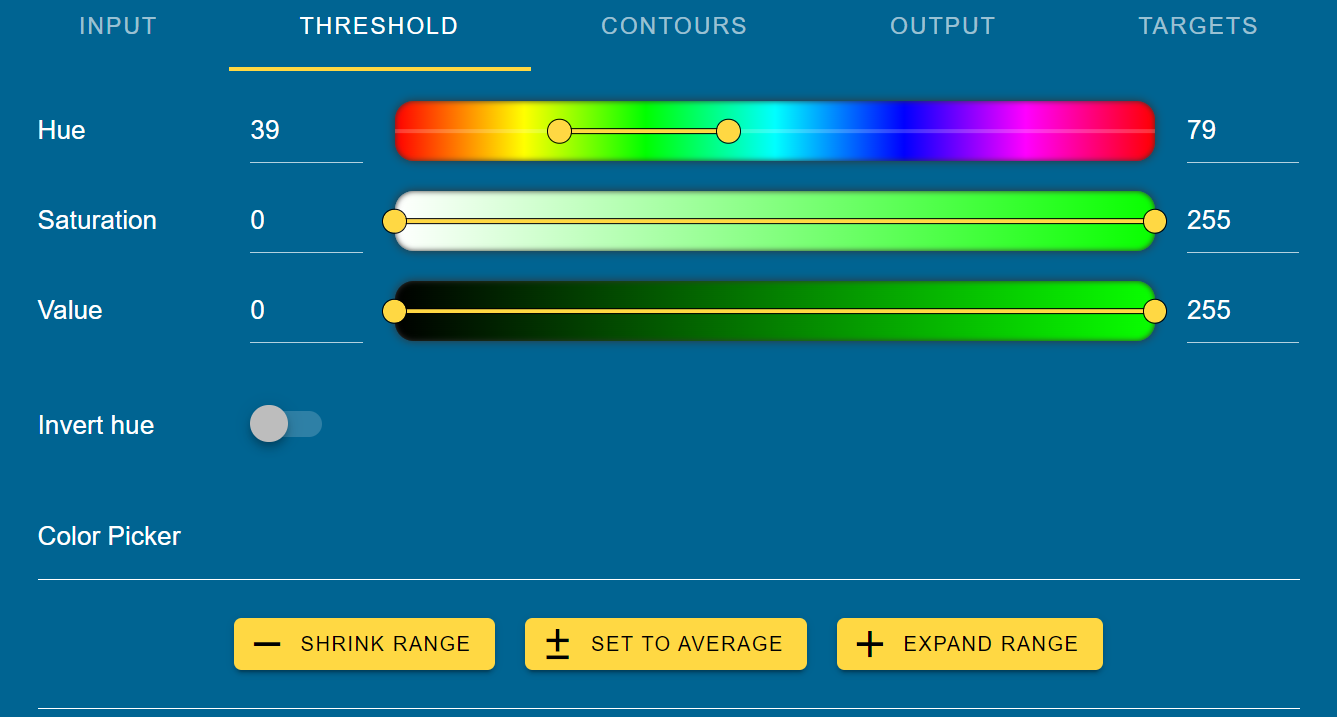 INPUT THRESHOLD CONTOURS OUTPUT TARGETS
Hue 39 79
Saturation 0 255
Value 0 255
Invert hue
Color Picker
SHRINK RANGE SET TO AVERAGE EXPAND RANGE